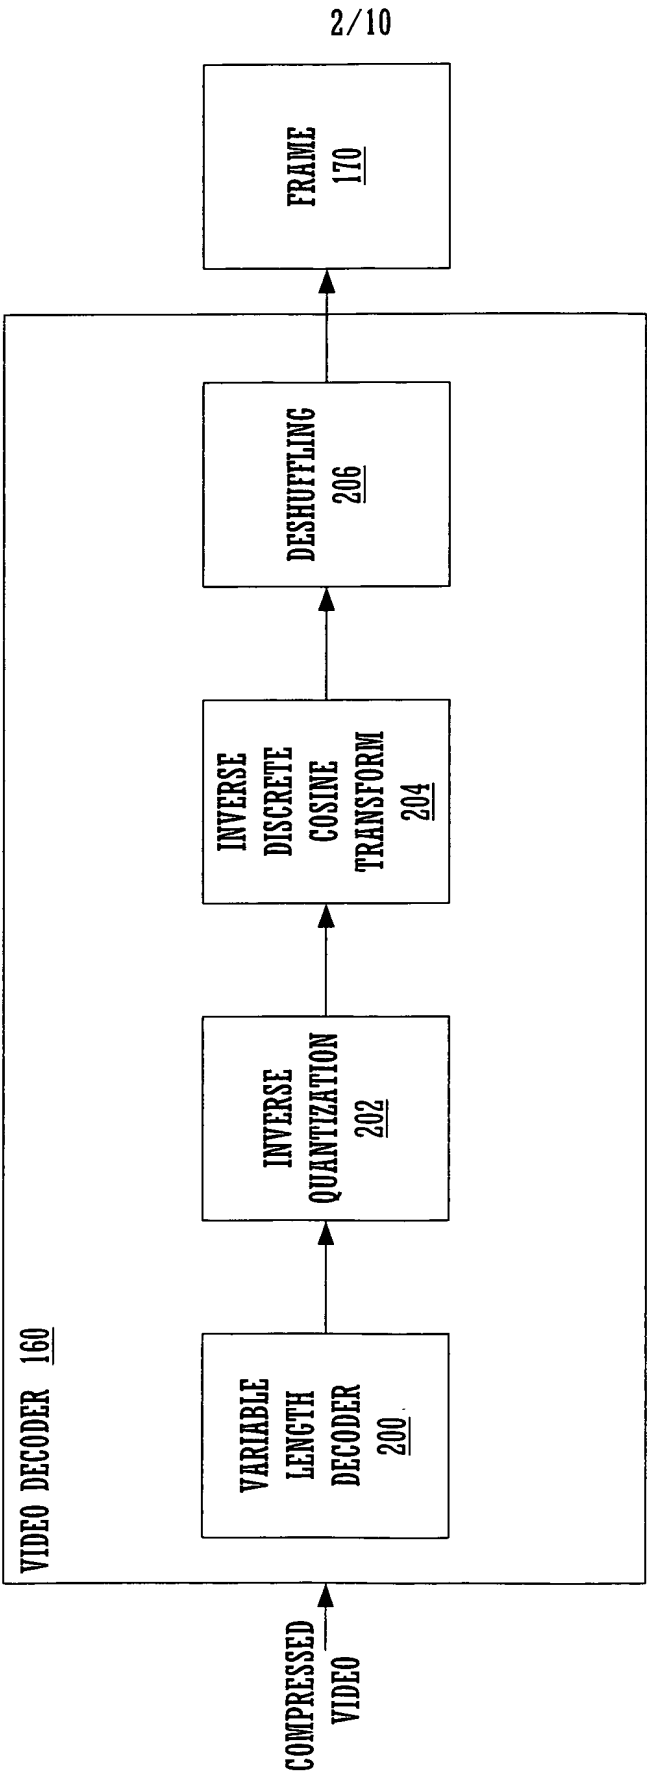 2/10
VIDEO DECODER 160
COMPRESSED
VIDEO
VARIABLE
LENGTH
DECODER
200
INVERSE
QUANTIZATION
202
INVERSE
DISCRETE
COSINE
TRANSFORM
204
DESHUFFLING
206
FRAME
170